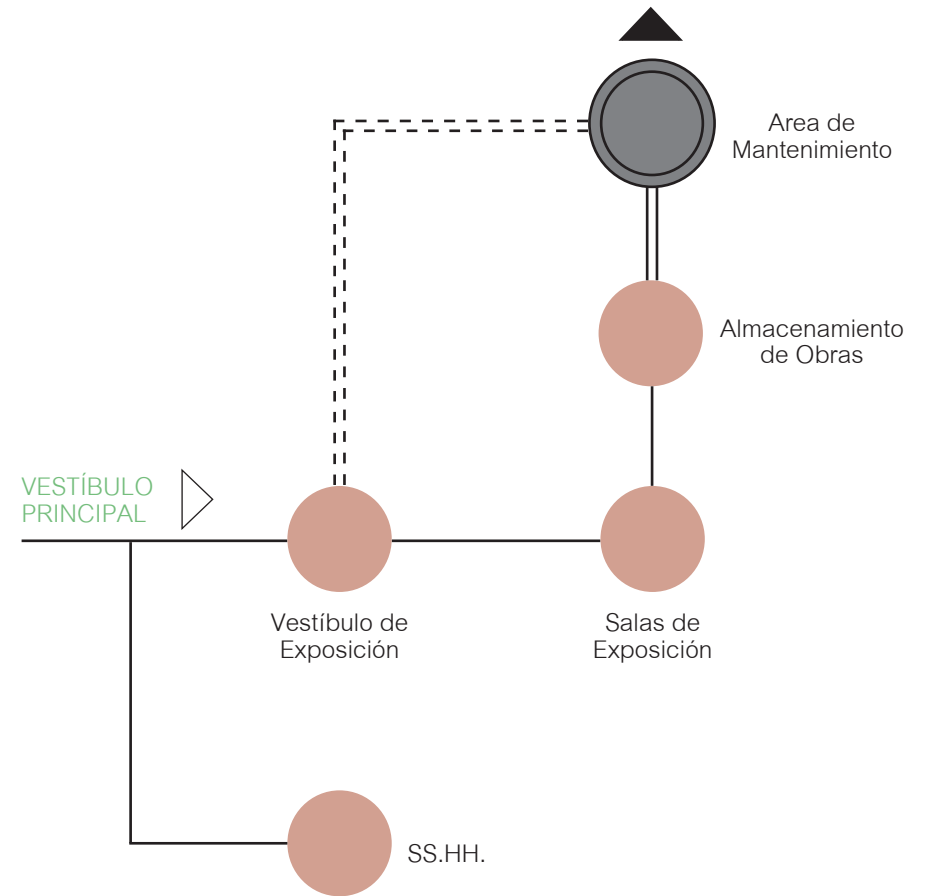 Area de
Mantenimiento
Almacenamiento
de Obras
VESTÍBULO
PRINCIPAL
Vestíbulo de
Exposición
Salas de
Exposición
SS.HH.